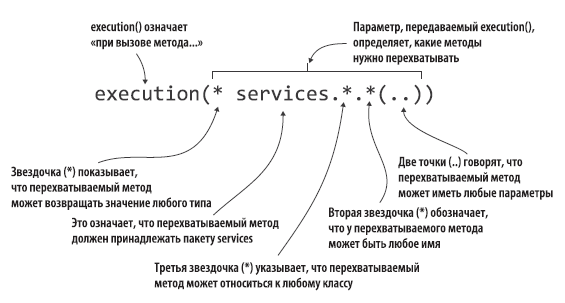 execution() означает
«при вызове метода...»
Параметр, передаваемый execution(),
определяет, какие методы
нужно перехватывать
execution(* services.*.*(..))
Звездочка (*) показывает,
что перехватываемый метод
может возвращать значение любого типа
Это означает, что перехватываемый метод
должен принадлежать пакету services
Третья звездочка (*) указывает, что перехватываемый
метод может относиться к любому классу
Вторая звездочка (*) обозначает,
что у перехватываемого метода
может быть любое имя
Две точки (..) говорят, что
перехватываемый метод
может иметь любые параметры